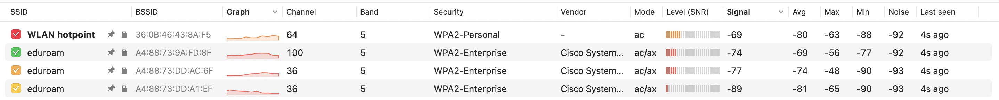 SSID BSSID Graph Channel Band Security Vendor Mode Level (SNR) Signal Avg Max Min Noise Last seen
WLAN hotpoint 36:0B:46:43:8A:F5 64 5 WPA2-Personal - ac -69 -80 -63 -88 -92 4s ago
eduroam A4:88:73:9A:FD:8F 100 5 WPA2-Enterprise Cisco System... ac/ax -74 -69 -56 -77 -92 4s ago
eduroam A4:88:73:DD:AC:6F 36 5 WPA2-Enterprise Cisco System... ac/ax -77 -74 -48 -90 -93 4s ago
eduroam A4:88:73:DD:A1:EF 36 5 WPA2-Enterprise Cisco System... ac/ax -89 -81 -65 -90 -93 4s ago